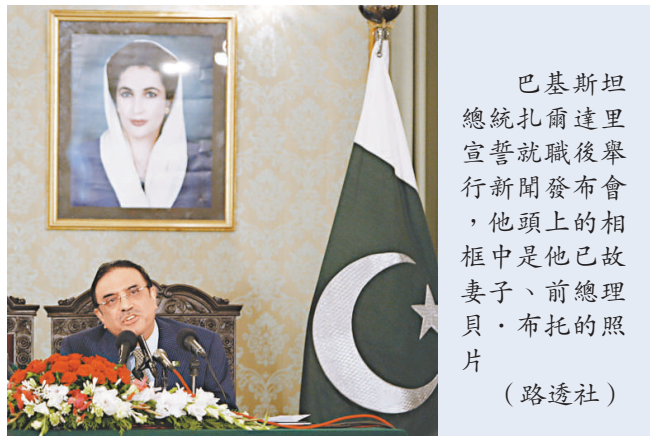 巴基斯坦
總統扎爾達里
宣誓就職後舉
行新聞發布會
，他頭上的相
框中是他已故
妻子、前總理
貝·布托的照
片
（路透社）